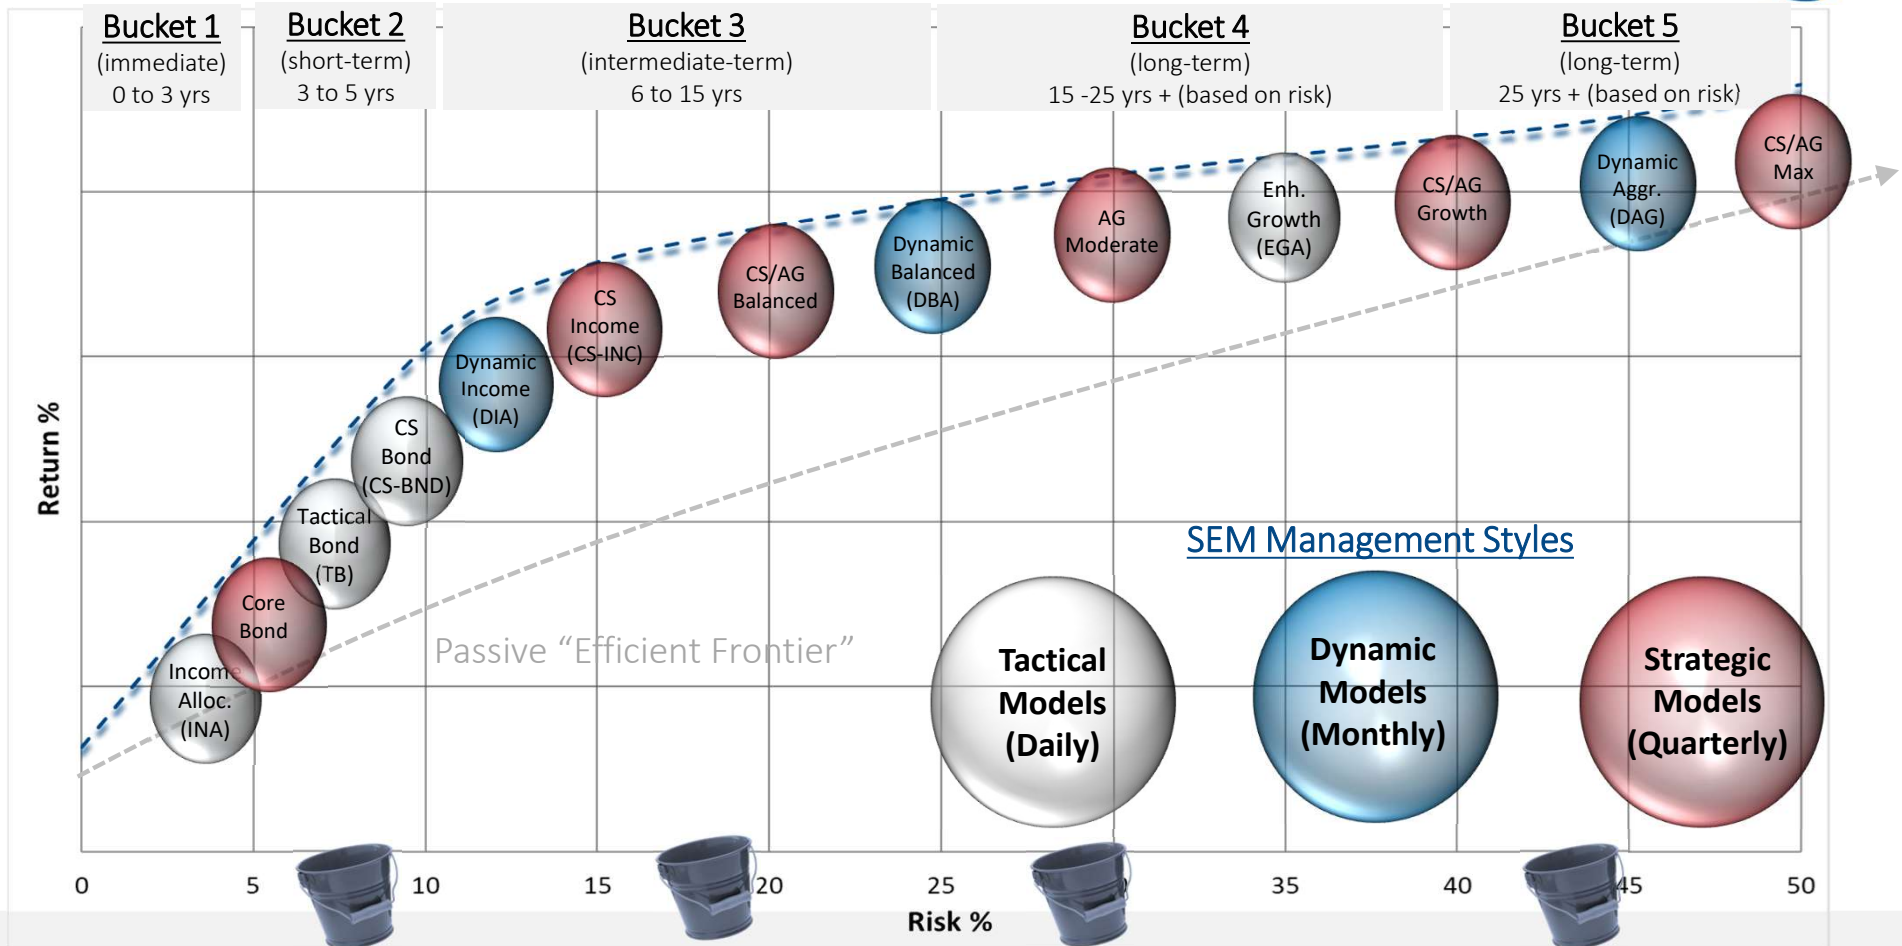 Bucket 1
(immediate)
0 to 3 yrs
Bucket 2
(short-term)
3 to 5 yrs
Bucket 3
(intermediate-term)
6 to 15 yrs
Bucket 4
(long-term)
15 -25 yrs + (based on risk)
Bucket 5
(long-term)
25 yrs + (based on risk)
Return %
Income
Alloc.
(INA)
Core
Bond
Tactical
Bond
(TB)
CS
Bond
(CS-BND)
Dynamic
Income
(DIA)
CS
Income
(CS-INC)
CS/AG
Balanced
Dynamic
Balanced
(DBA)
AG
Moderate
Enh.
Growth
(EGA)
CS/AG
Growth
Dynamic
Aggr.
(DAG)
CS/AG
Max
Passive “Efficient Frontier”
SEM Management Styles
Tactical
Models
(Daily)
Dynamic
Models
(Monthly)
Strategic
Models
(Quarterly)
0 5 10 15 20 25 35 40 45 50
Risk %